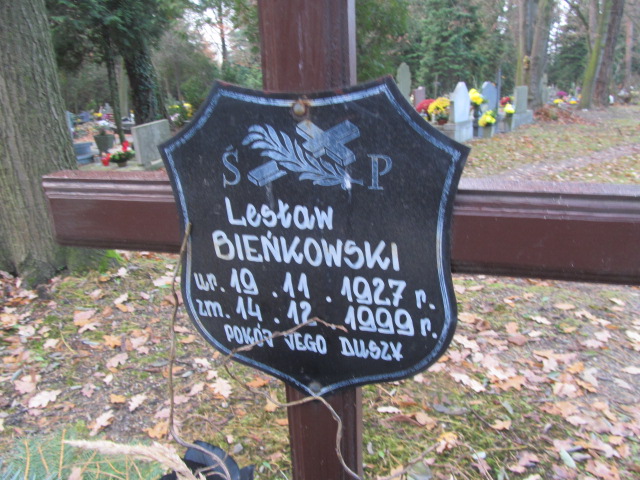 Ś P
Lesław
BIEŃKOWSKI
ur. 19.11.1927 r.
zm. 14.12.1999 r.
POKÓJ JEGO DUSZY